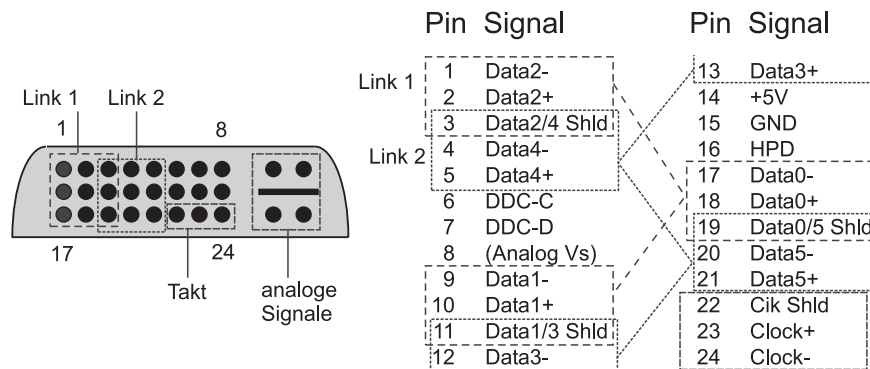 Link 1 Link 2
1 8
17 24
Takt
analoge
Signale
Pin Signal
Link 1
Link 2
1 Data2-
2 Data2+
3 Data2/4 Shld
4 Data4-
5 Data4+
6 DDC-C
7 DDC-D
8 (Analog Vs)
9 Data1-
10 Data1+
11 Data1/3 Shld
12 Data3-
Pin Signal
13 Data3+
14 +5V
15 GND
16 HPD
17 Data0-
18 Data0+
19 Data0/5 Shld
20 Data5-
21 Data5+
22 Cik Shld
23 Clock+
24 Clock-